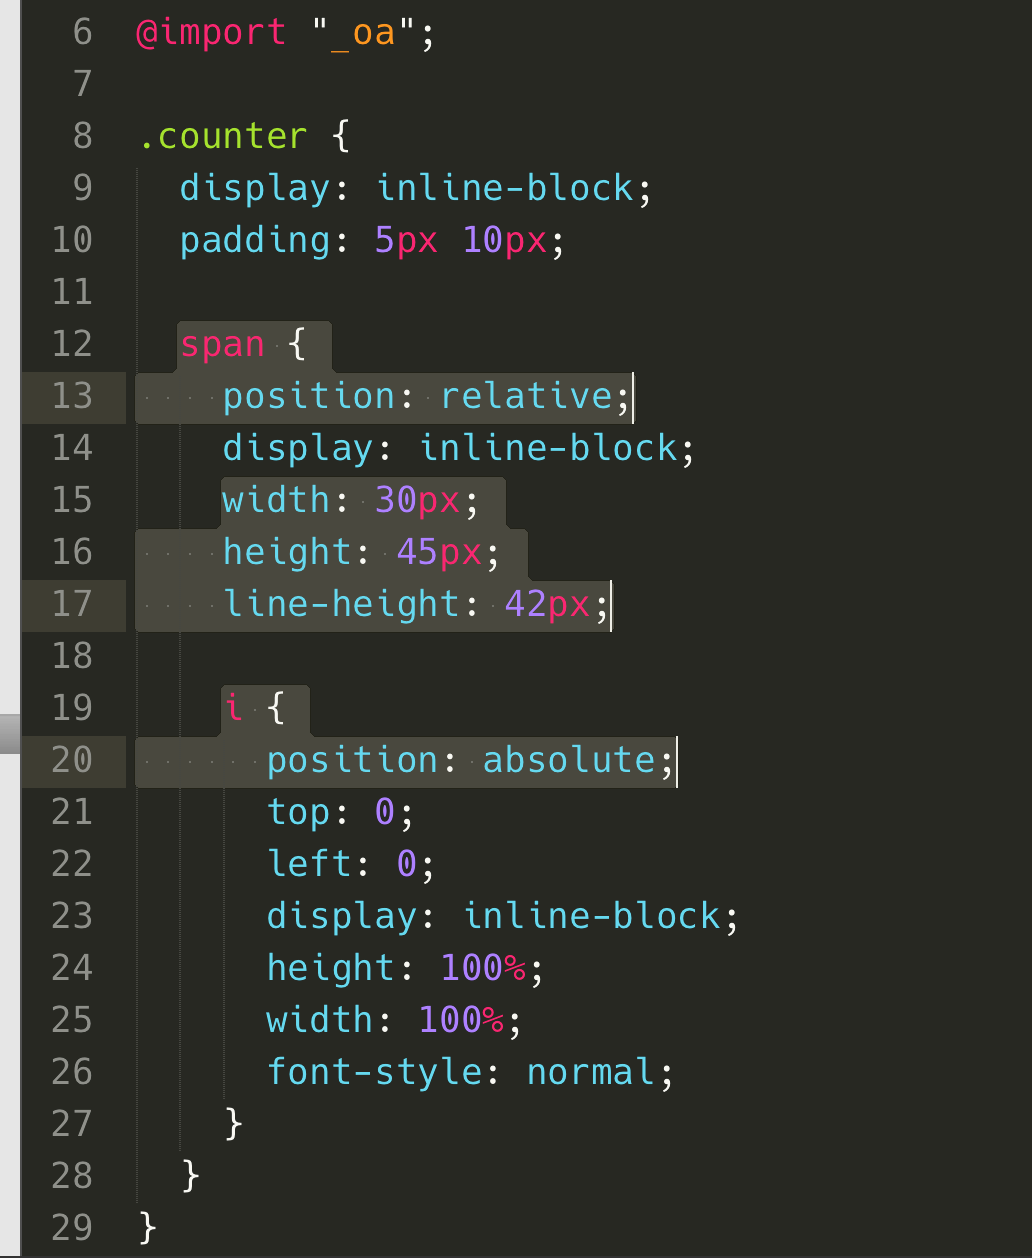 6 @import "_oa";
7
8 .counter {
9   display: inline-block;
10   padding: 5px 10px;
11
12   span {
13     position: relative;
14     display: inline-block;
15     width: 30px;
16     height: 45px;
17     line-height: 42px;
18
19     i {
20       position: absolute;
21       top: 0;
22       left: 0;
23       display: inline-block;
24       height: 100%;
25       width: 100%;
26       font-style: normal;
27     }
28   }
29 }